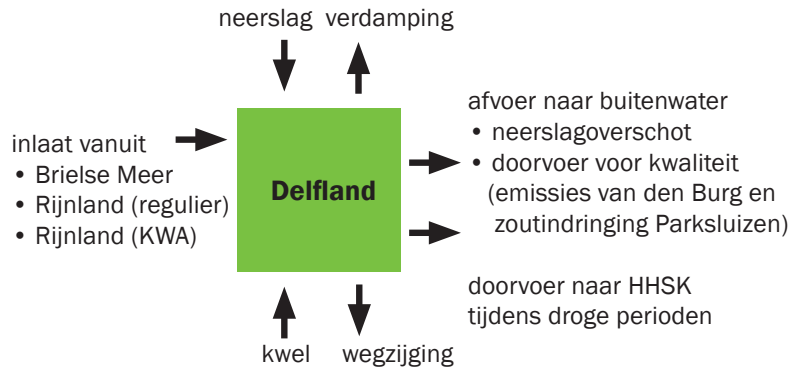 neerslag verdamping
inlaat vanuit
• Brielse Meer
• Rijnland (regulier)
• Rijnland (KWA)
Delfland
afvoer naar buitenwater
• neerslagoverschot
• doorvoer voor kwaliteit
(emissies van den Burg en
zoutindringing Parksluizen)
doorvoer naar HHSK
tijdens droge perioden
kwel wegzijging